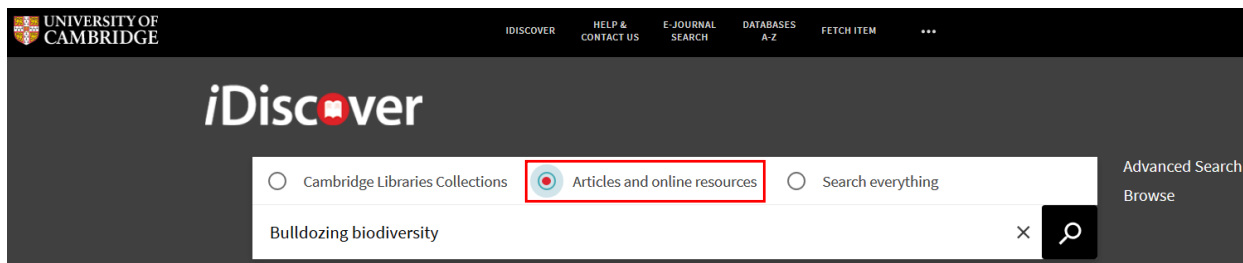 UNIVERSITY OF
CAMBRIDGE
IDISCOVER
HELP &
CONTACT US
E-JOURNAL
SEARCH
DATABASES
A-Z
FETCH ITEM
iDiscover
Cambridge Libraries Collections
Articles and online resources
Search everything
Advanced Search
Bulldozing biodiversity
Browse